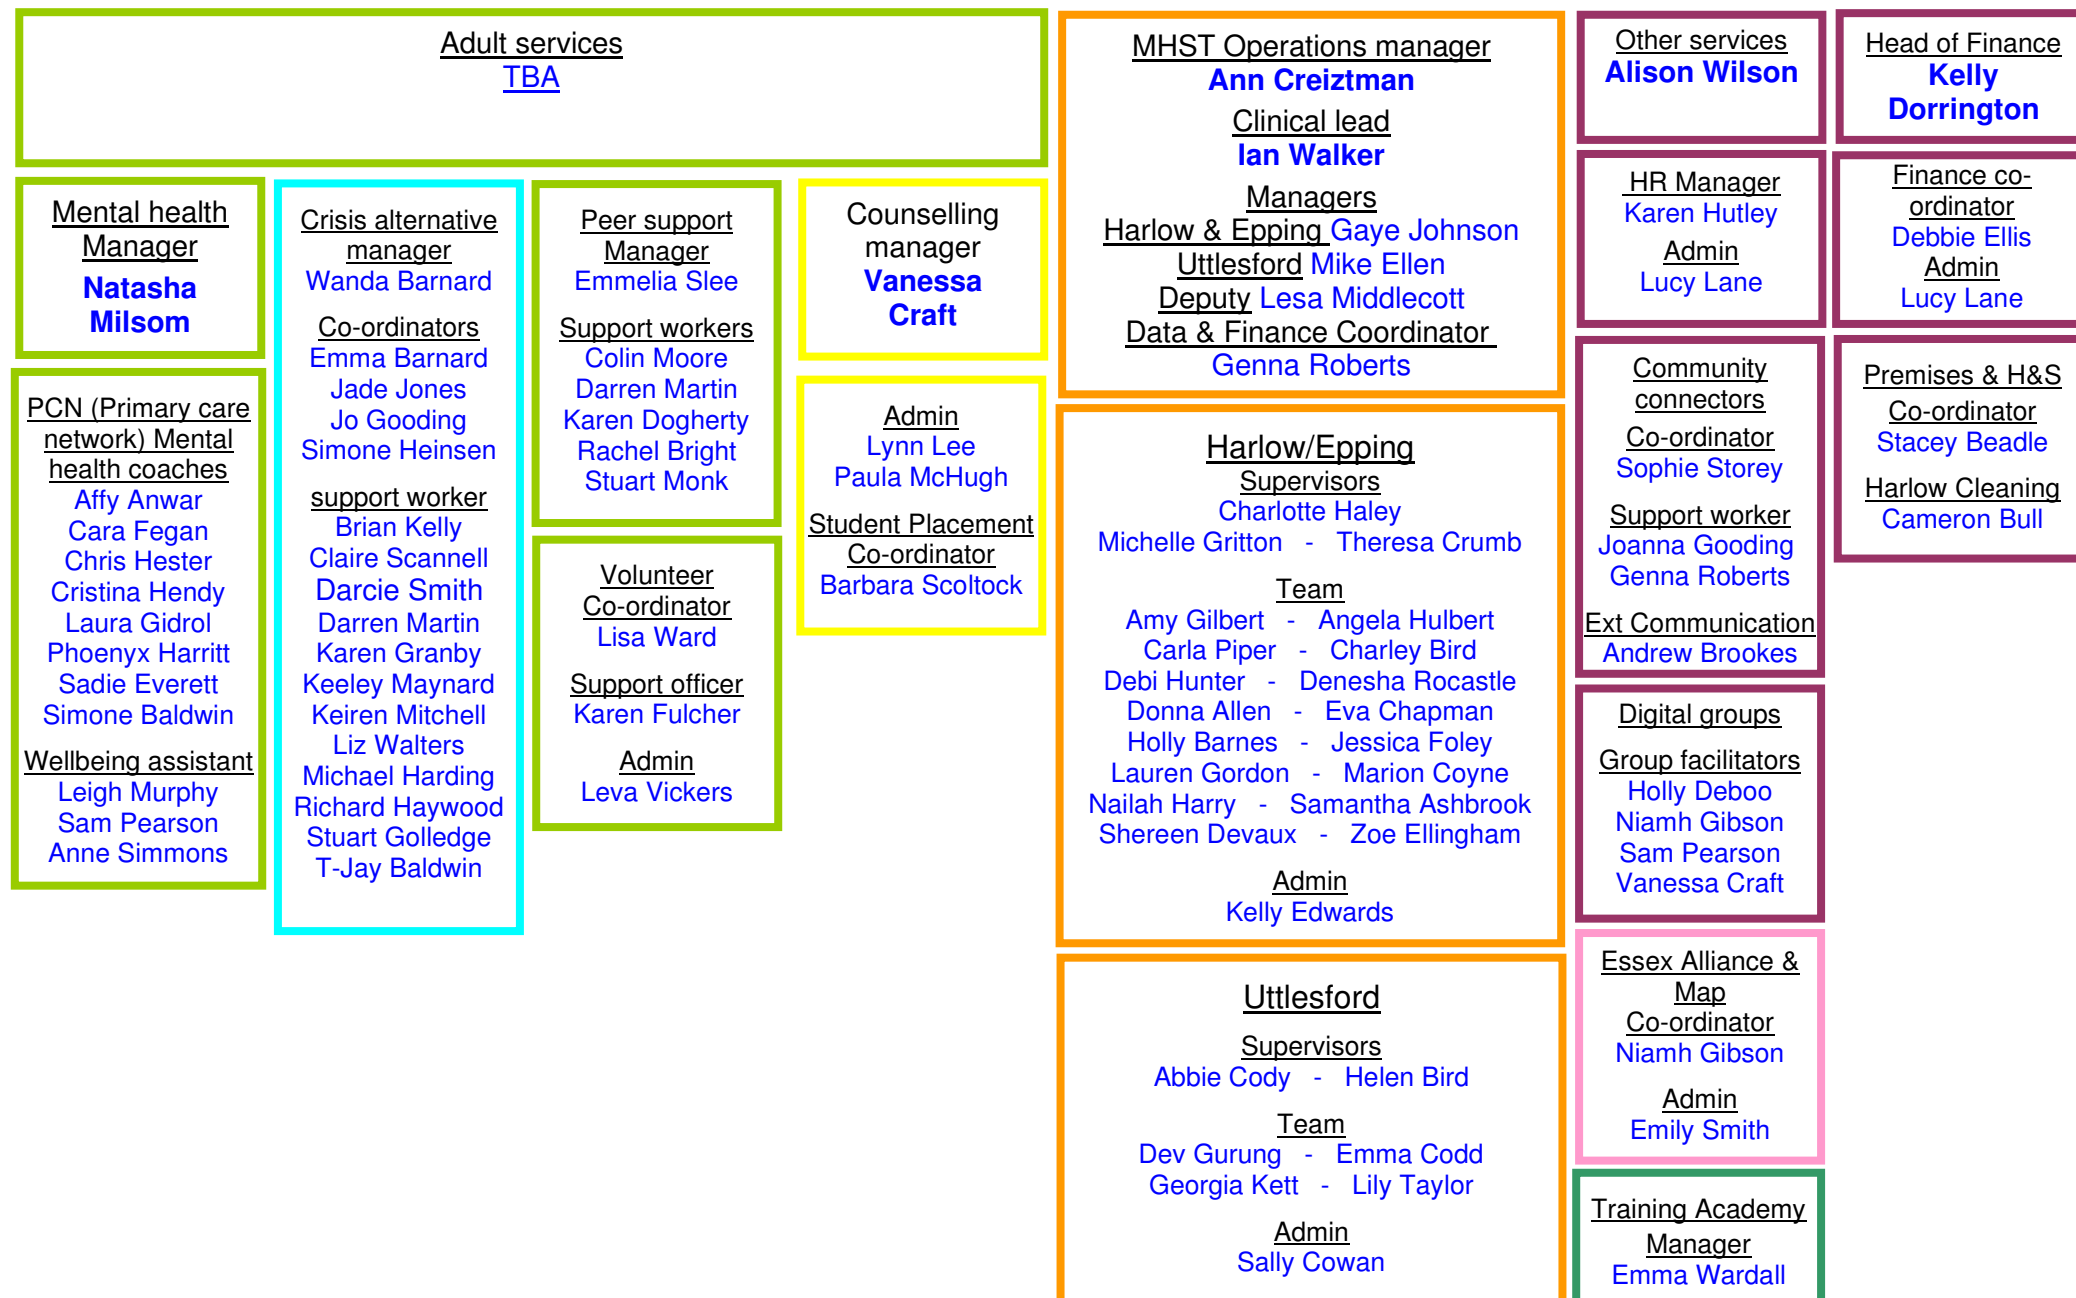 Adult services
TBA
Mental health
Manager
Natasha
Milsom
PCN (Primary care
network) Mental
health coaches
Affy Anwar
Cara Fegan
Chris Hester
Cristina Hendy
Laura Gidrol
Phoenyx Harritt
Sadie Everett
Simone Baldwin
Wellbeing assistant
Leigh Murphy
Sam Pearson
Anne Simmons
Crisis alternative
manager
Wanda Barnard
Co-ordinators
Emma Barnard
Jade Jones
Jo Gooding
Simone Heinsen
support worker
Brian Kelly
Claire Scannell
Darcie Smith
Darren Martin
Karen Granby
Keeley Maynard
Keiren Mitchell
Liz Walters
Michael Harding
Richard Haywood
Stuart Golledge
T-Jay Baldwin
Peer support
Manager
Emmelia Slee
Support workers
Colin Moore
Darren Martin
Karen Dogherty
Rachel Bright
Stuart Monk
Volunteer
Co-ordinator
Lisa Ward
Support officer
Karen Fulcher
Admin
Leva Vickers
Counselling
manager
Vanessa
Craft
Admin
Lynn Lee
Paula McHugh
Student Placement
Co-ordinator
Barbara Scoltock
MHST Operations manager
Ann Creiztman
Clinical lead
Ian Walker
Managers
Harlow & Epping Gaye Johnson
Uttlesford Mike Ellen
Deputy Lesa Middlecott
Data & Finance Coordinator
Genna Roberts
Harlow/Epping
Supervisors
Charlotte Haley
Michelle Gritton - Theresa Crumb
Team
Amy Gilbert - Angela Hulbert
Carla Piper - Charley Bird
Debi Hunter - Denesha Rocastle
Donna Allen - Eva Chapman
Holly Barnes - Jessica Foley
Lauren Gordon - Marion Coyne
Nailah Harry - Samantha Ashbrook
Shereen Devaux - Zoe Ellingham
Admin
Kelly Edwards
Uttlesford
Supervisors
Abbie Cody - Helen Bird
Team
Dev Gurung - Emma Codd
Georgia Kett - Lily Taylor
Admin
Sally Cowan
Other services
Alison Wilson
HR Manager
Karen Hutley
Admin
Lucy Lane
Community
connectors
Co-ordinator
Sophie Storey
Support worker
Joanna Gooding
Genna Roberts
Ext Communication
Andrew Brookes
Digital groups
Group facilitators
Holly Deboo
Niamh Gibson
Sam Pearson
Vanessa Craft
Essex Alliance &
Map
Co-ordinator
Niamh Gibson
Admin
Emily Smith
Training Academy
Manager
Emma Wardall
Head of Finance
Kelly
Dorrington
Finance co-
ordinator
Debbie Ellis
Admin
Lucy Lane
Premises & H&S
Co-ordinator
Stacey Beadle
Harlow Cleaning
Cameron Bull